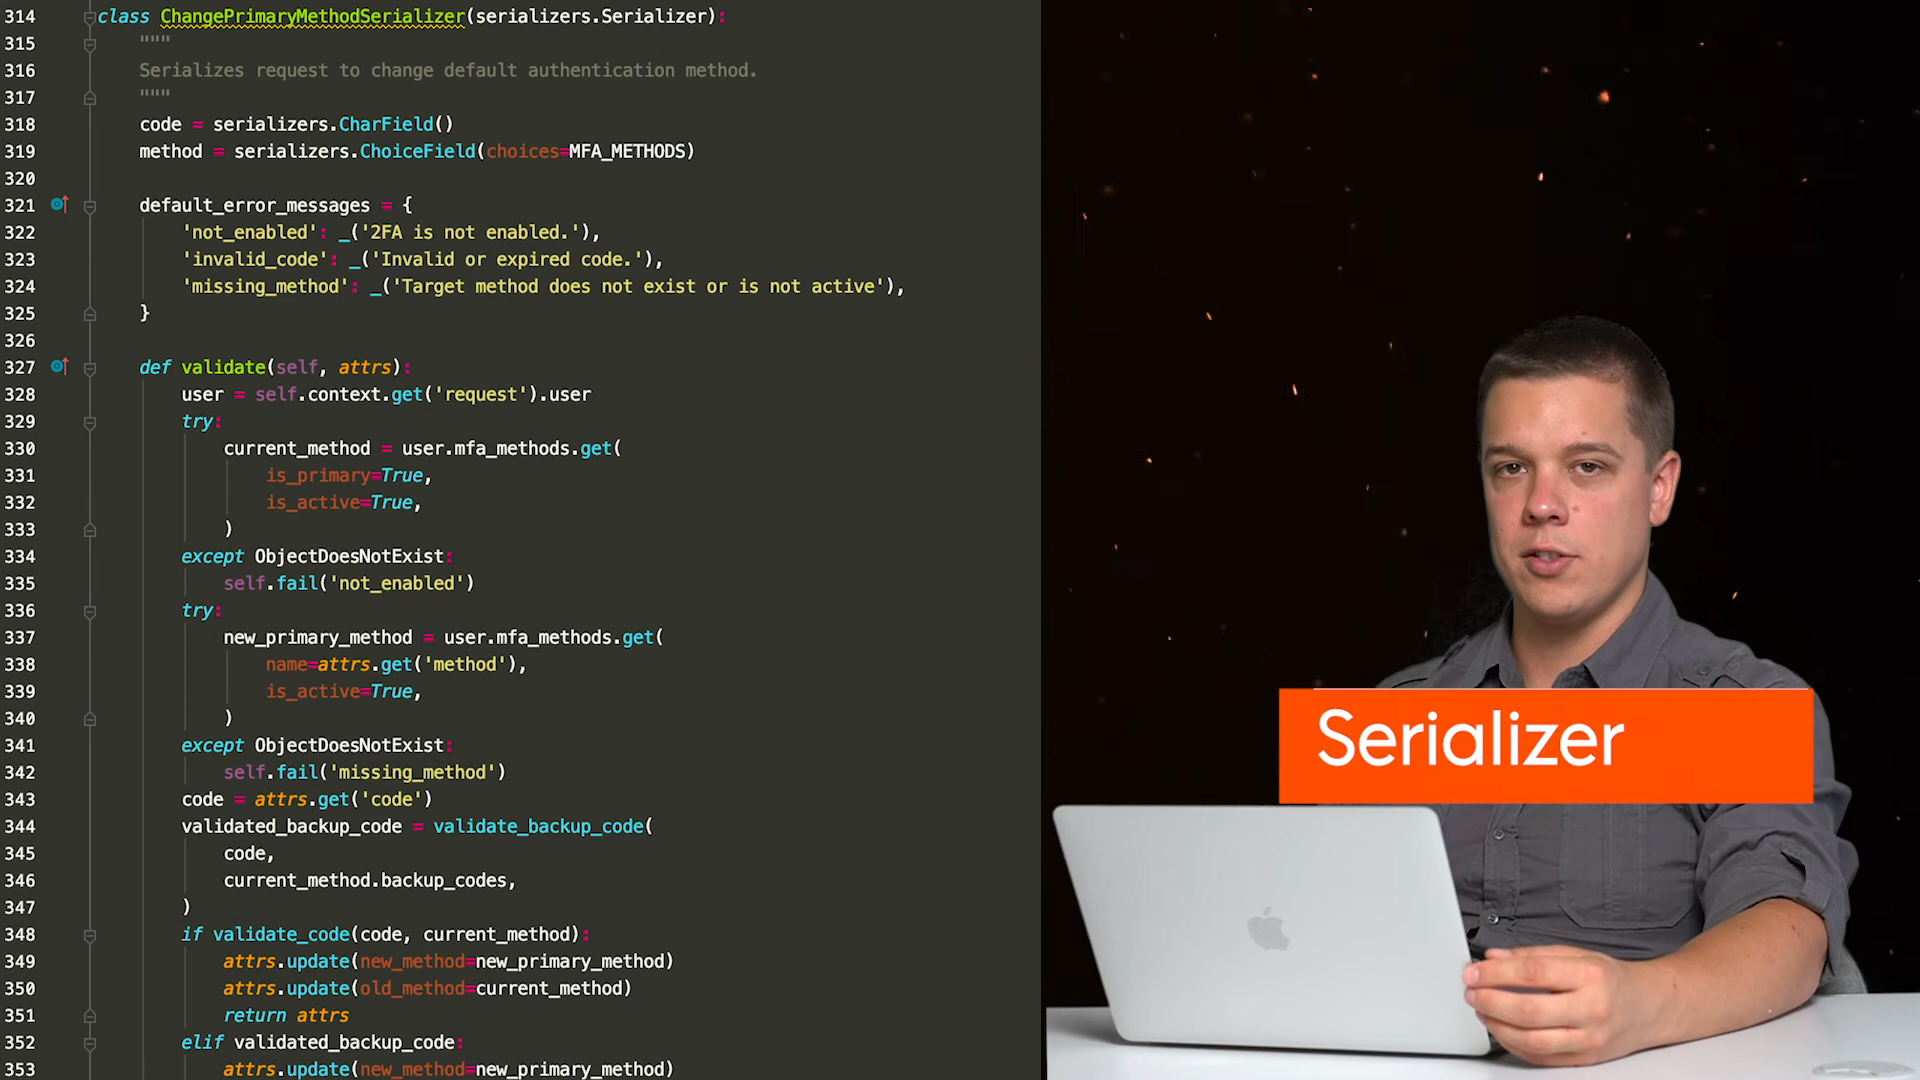 314 class ChangePrimaryMethodSerializer(serializers.Serializer):
315 """
316 Serializes request to change default authentication method.
317 """
318 code = serializers.CharField()
319 method = serializers.ChoiceField(choices=MFA_METHODS)
320
321 default_error_messages = {
322 'not_enabled': _('2FA is not enabled.'),
323 'invalid_code': _('Invalid or expired code.'),
324 'missing_method': _('Target method does not exist or is not active'),
325 }
326
327 def validate(self, attrs):
328 user = self.context.get('request').user
329 try:
330 current_method = user.mfa_methods.get(
331 is_primary=True,
332 is_active=True,
333 )
334 except ObjectDoesNotExist:
335 self.fail('not_enabled')
336 try:
337 new_primary_method = user.mfa_methods.get(
338 name=attrs.get('method'),
339 is_active=True,
340 )
341 except ObjectDoesNotExist:
342 self.fail('missing_method')
343 code = attrs.get('code')
344 validated_backup_code = validate_backup_code(
345 code,
346 current_method.backup_codes,
347 )
348 if validate_code(code, current_method):
349 attrs.update(new_method=new_primary_method)
350 attrs.update(old_method=current_method)
351 return attrs
352 elif validated_backup_code:
353 attrs.update(new_method=new_primary_method)
Serializer